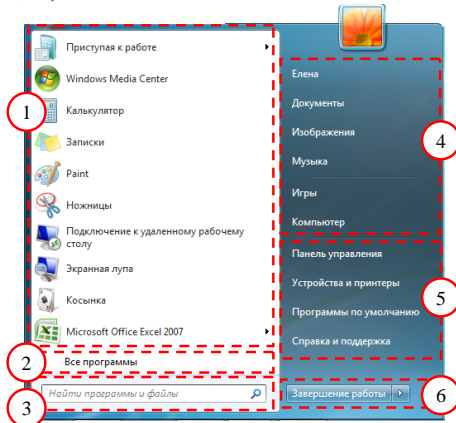 Приступая к работе
Windows Media Center
Калькулятор
Записки
Paint
Ножницы
Подключение к удаленному рабочему
столу
Экранная лупа
Косынка
Microsoft Office Excel 2007
1
Все программы
2
Найти программы и файлы
3
Елена
Документы
Изображения
Музыка
Игры
Компьютер
4
Панель управления
Устройства и принтеры
Программы по умолчанию
Справка и поддержка
5
Завершение работы
6